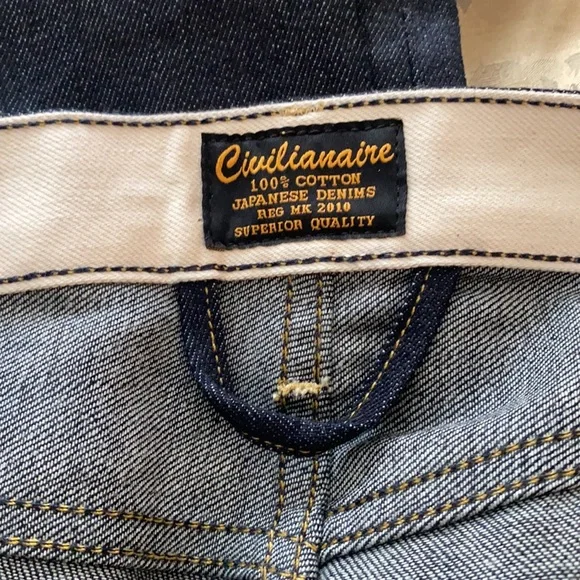 Civilianaire
100% COTTON
JAPANESE DENIMS
REG MK 2010
SUPERIOR QUALITY